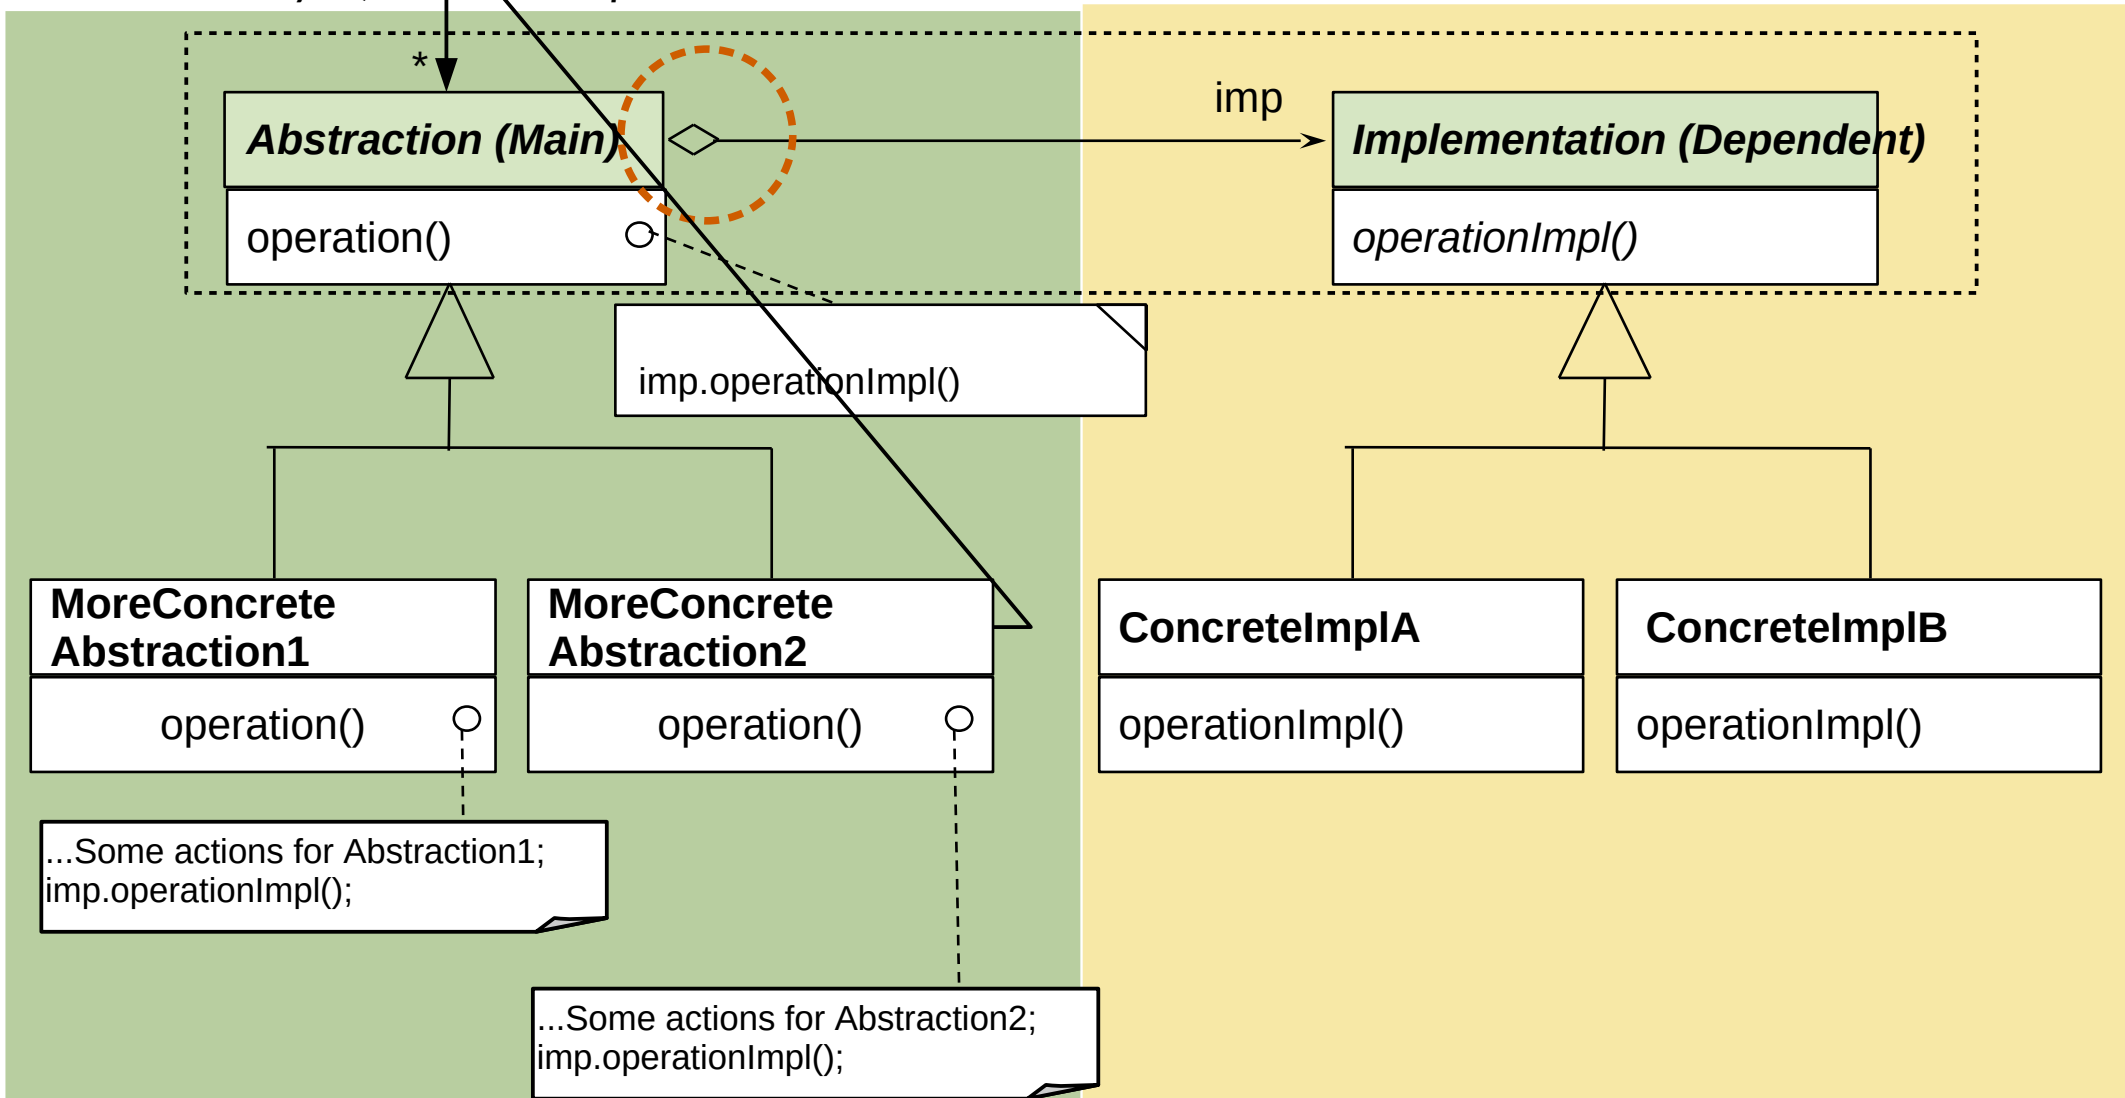 *
imp
Abstraction (Main)
Implementation (Dependent)
operation()
operationImpl()
imp.operationImpl()
MoreConcrete
Abstraction1
MoreConcrete
Abstraction2
ConcreteImplA
ConcreteImplB
operation()
operation()
operationImpl()
operationImpl()
...Some actions for Abstraction1;
imp.operationImpl();
...Some actions for Abstraction2;
imp.operationImpl();